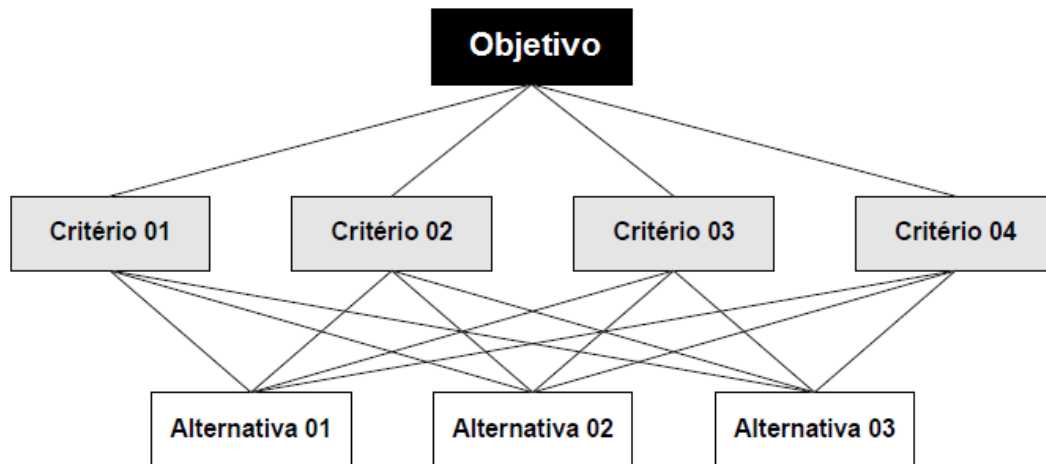 Objetivo
Critério 01
Critério 02
Critério 03
Critério 04
Alternativa 01
Alternativa 02
Alternativa 03